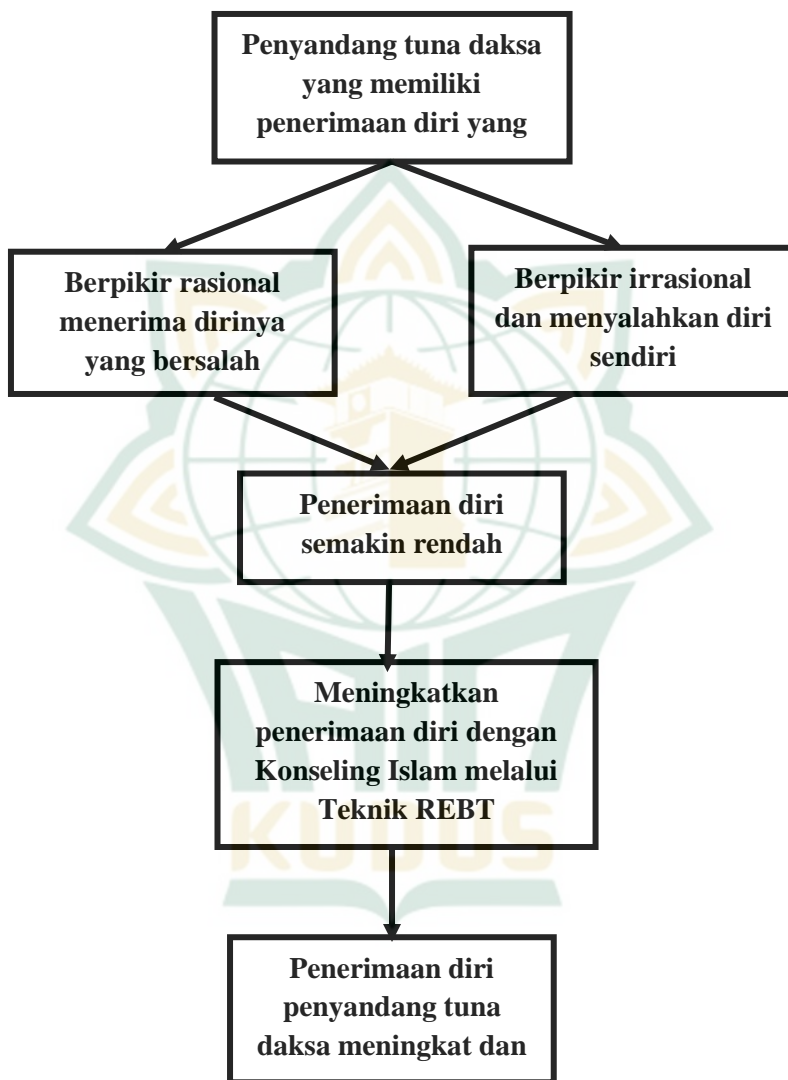 Penyandang tuna daksa
yang memiliki
penerimaan diri yang
Berpikir rasional
menerima dirinya
yang bersalah
Berpikir irrasional
dan menyalahkan diri
sendiri
Penerimaan diri
semakin rendah
Meningkatkan
penerimaan diri dengan
Konseling Islam melalui
Teknik REBT
KUDUS
Penerimaan diri
penyandang tuna
daksa meningkat dan